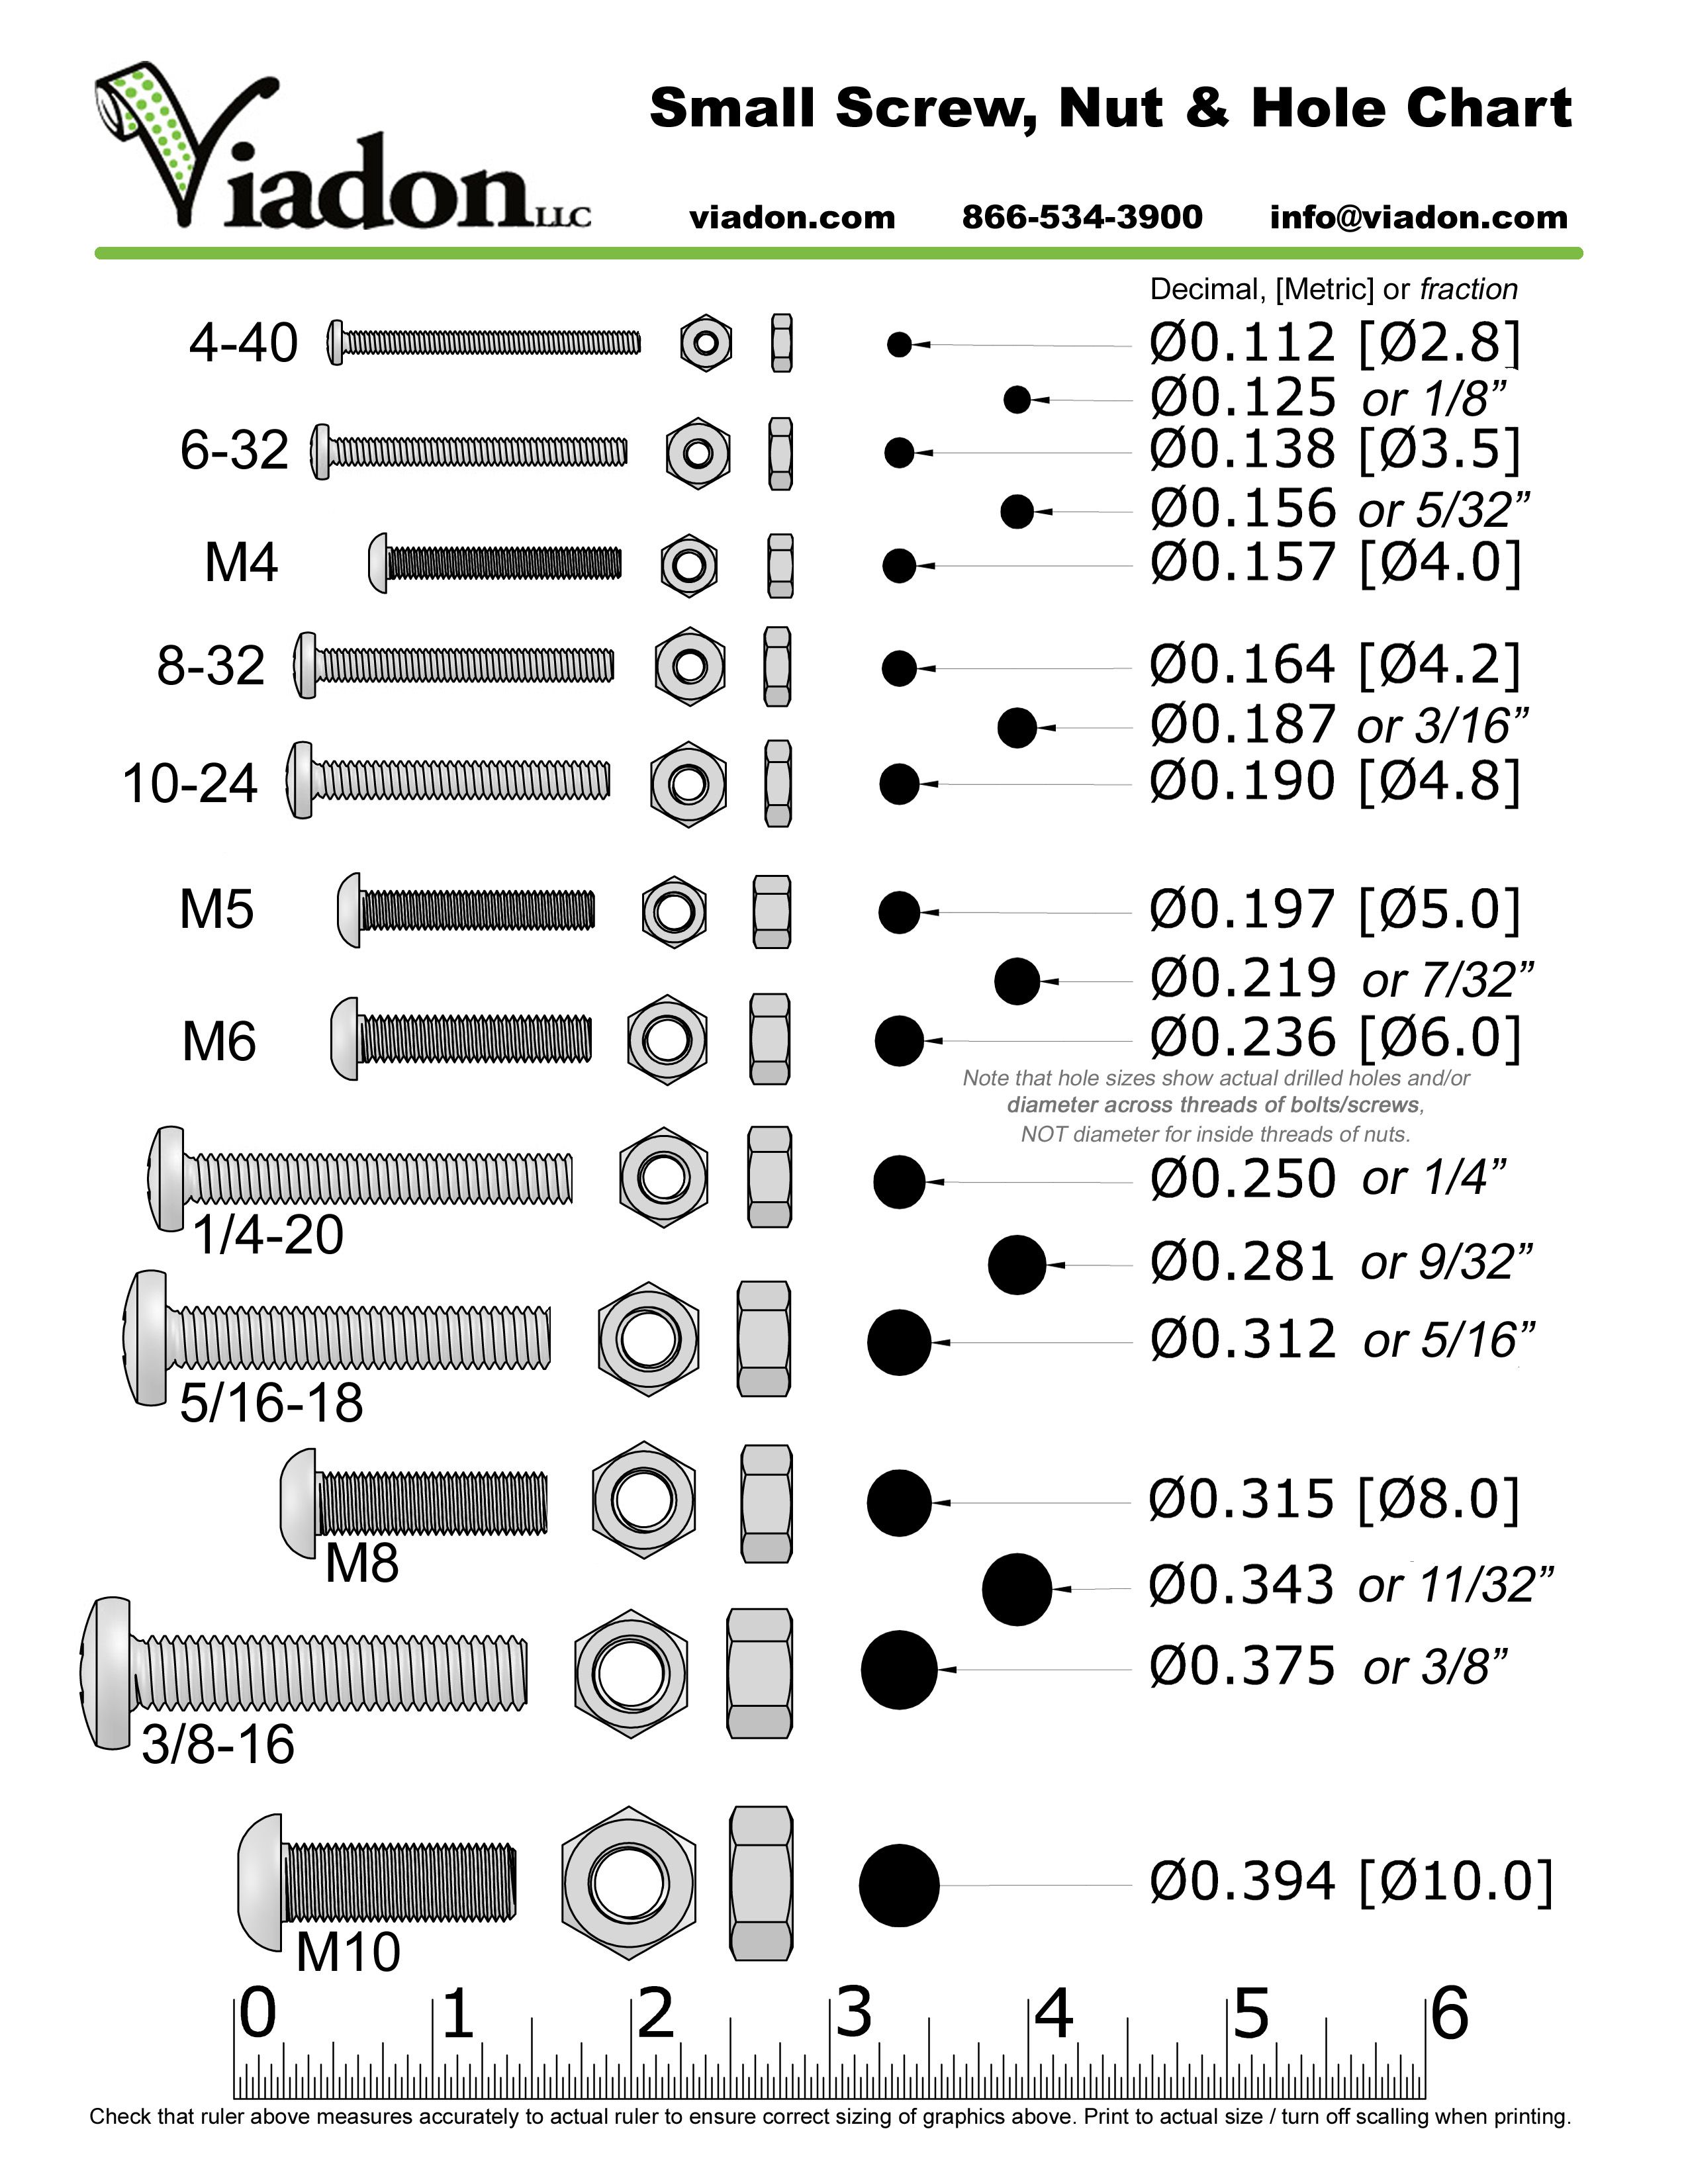 Viadon LLC
Small Screw, Nut & Hole Chart
viadon.com 866-534-3900 info@viadon.com
Decimal, [Metric] or fraction
4-40 Ø0.112 [Ø2.8]
Ø0.125 or 1/8”
6-32 Ø0.138 [Ø3.5]
Ø0.156 or 5/32”
M4 Ø0.157 [Ø4.0]
8-32 Ø0.164 [Ø4.2]
Ø0.187 or 3/16”
10-24 Ø0.190 [Ø4.8]
M5 Ø0.197 [Ø5.0]
Ø0.219 or 7/32”
M6 Ø0.236 [Ø6.0]
Note that hole sizes show actual drilled holes and/or
diameter across threads of bolts/screws,
NOT diameter for inside threads of nuts.
Ø0.250 or 1/4”
1/4-20
Ø0.281 or 9/32”
Ø0.312 or 5/16”
5/16-18
Ø0.315 [Ø8.0]
M8
Ø0.343 or 11/32”
Ø0.375 or 3/8”
3/8-16
Ø0.394 [Ø10.0]
M10
0 1 2 3 4 5 6
Check that ruler above measures accurately to actual ruler to ensure correct sizing of graphics above. Print to actual size / turn off scalling when printing.